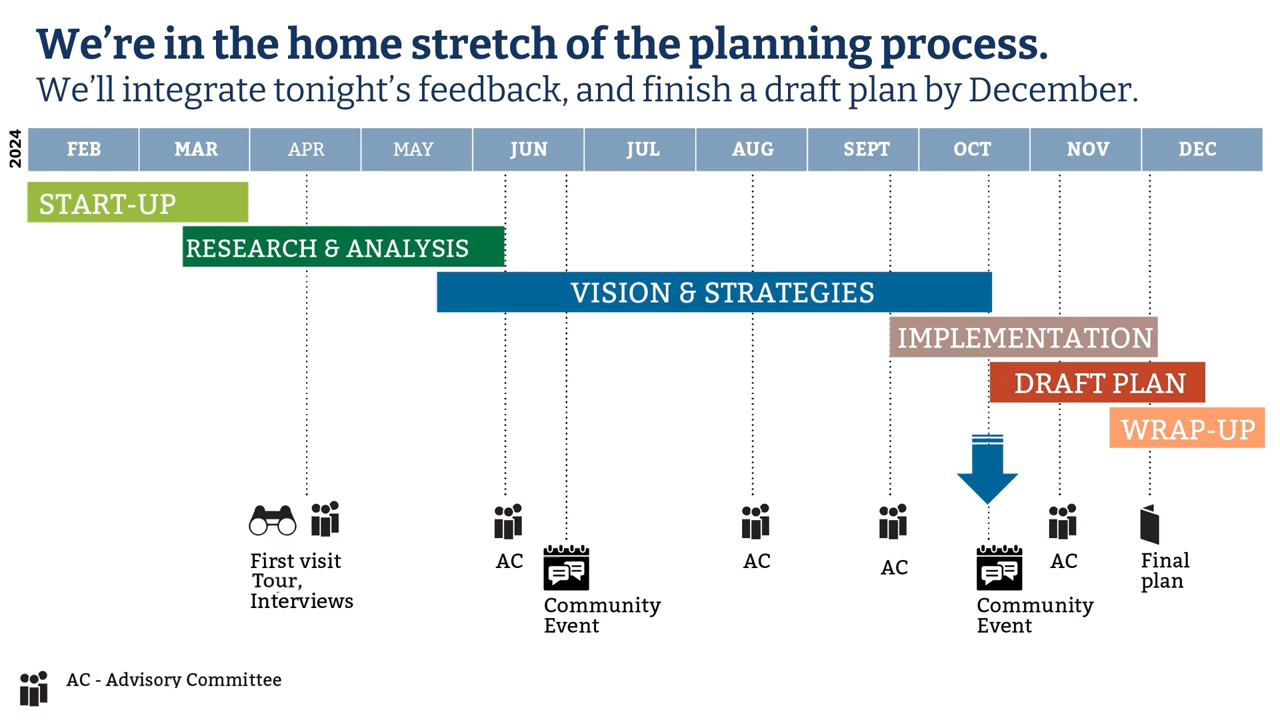 We're in the home stretch of the planning process.
We'll integrate tonight's feedback, and finish a draft plan by December.
2024
FEB MAR APR MAY JUN JUL AUG SEPT OCT NOV DEC
START-UP
RESEARCH & ANALYSIS
VISION & STRATEGIES
IMPLEMENTATION
DRAFT PLAN
WRAP-UP
First visit
Tour,
Interviews
AC
Community
Event
AC
AC
Community
Event
AC
Final
plan
AC - Advisory Committee